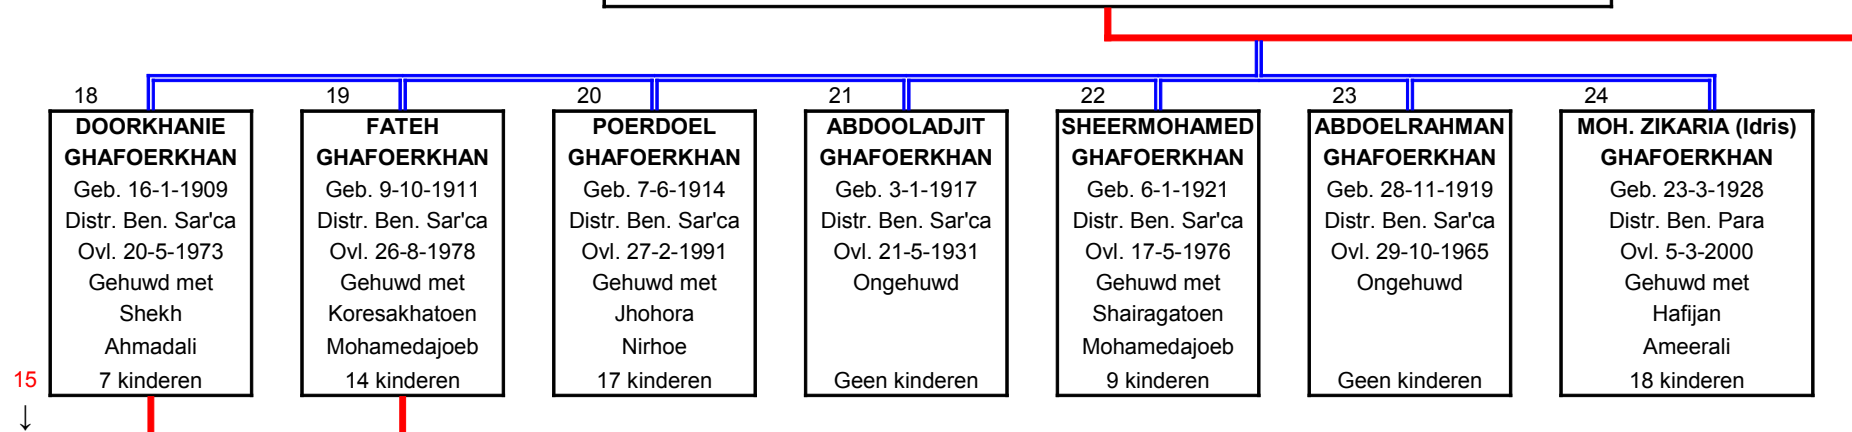 18
DOORKHANIE
GHAFOERKHAN
Geb. 16-1-1909
Distr. Ben. Sar'ca
Ovl. 20-5-1973
Gehuwd met
Shekh
Ahmadali
7 kinderen
19
FATEH
GHAFOERKHAN
Geb. 9-10-1911
Distr. Ben. Sar'ca
Ovl. 26-8-1978
Gehuwd met
Koresakhatoen
Mohamedajoeb
14 kinderen
20
POERDOEL
GHAFOERKHAN
Geb. 7-6-1914
Distr. Ben. Sar'ca
Ovl. 27-2-1991
Gehuwd met
Jhohora
Nirhoe
17 kinderen
21
ABDOOLADJIT
GHAFOERKHAN
Geb. 3-1-1917
Distr. Ben. Sar'ca
Ovl. 21-5-1931
Ongehuwd
Geen kinderen
22
SHEERMOHAMED
GHAFOERKHAN
Geb. 6-1-1921
Distr. Ben. Sar'ca
Ovl. 17-5-1976
Gehuwd met
Shairagatoen
Mohamedajoeb
9 kinderen
23
ABDOELRAHMAN
GHAFOERKHAN
Geb. 28-11-1919
Distr. Ben. Sar'ca
Ovl. 29-10-1965
Ongehuwd
Geen kinderen
24
MOH. ZIKARIA (Idris)
GHAFOERKHAN
Geb. 23-3-1928
Distr. Ben. Para
Ovl. 5-3-2000
Gehuwd met
Hafijan
Ameerali
18 kinderen
15
↓